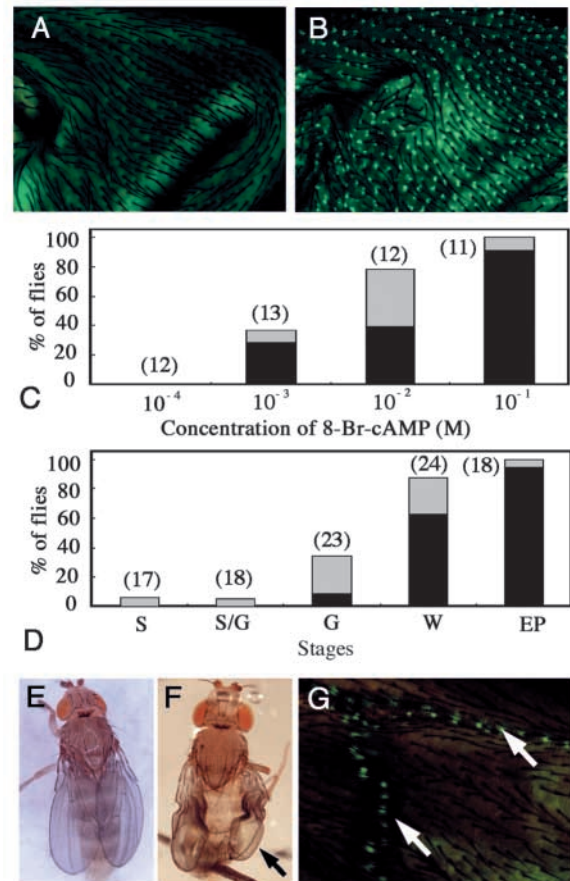 A
B
100
80
60
40
20
0
% of flies
(12)
(13)
(12)
(11)
10⁻⁴
10⁻³
10⁻²
10⁻¹
C
Concentration of 8-Br-cAMP (M)
100
80
60
40
20
0
% of flies
(17)
(18)
(23)
(24)
(18)
S
S/G
G
W
EP
D
Stages
E
F
G